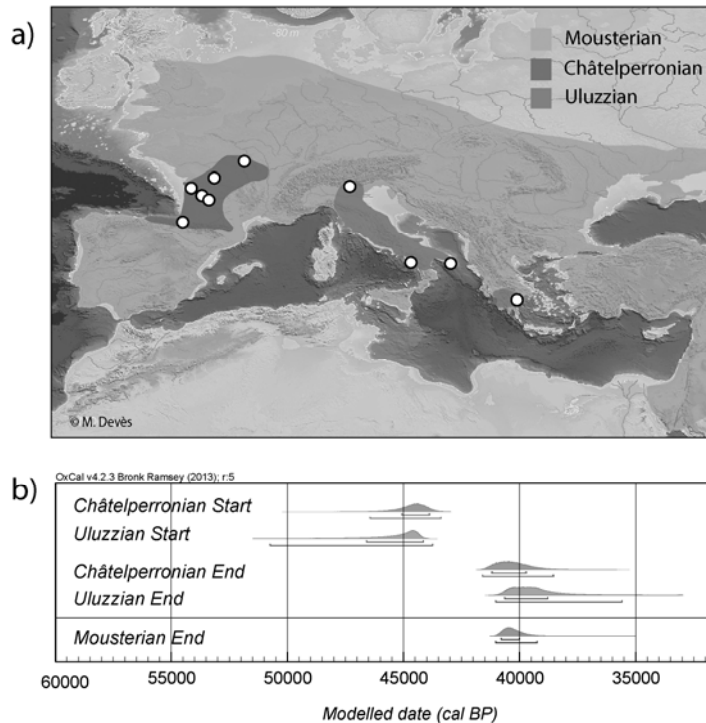 a)
-80 m
Mousterian
Châtelperronian
Uluzzian
© M. Devès
OxCal v4.2.3 Bronk Ramsey (2013); r:5
b)
Châtelperronian Start
Uluzzian Start
Châtelperronian End
Uluzzian End
Mousterian End
60000 55000 50000 45000 40000 35000
Modelled date (cal BP)